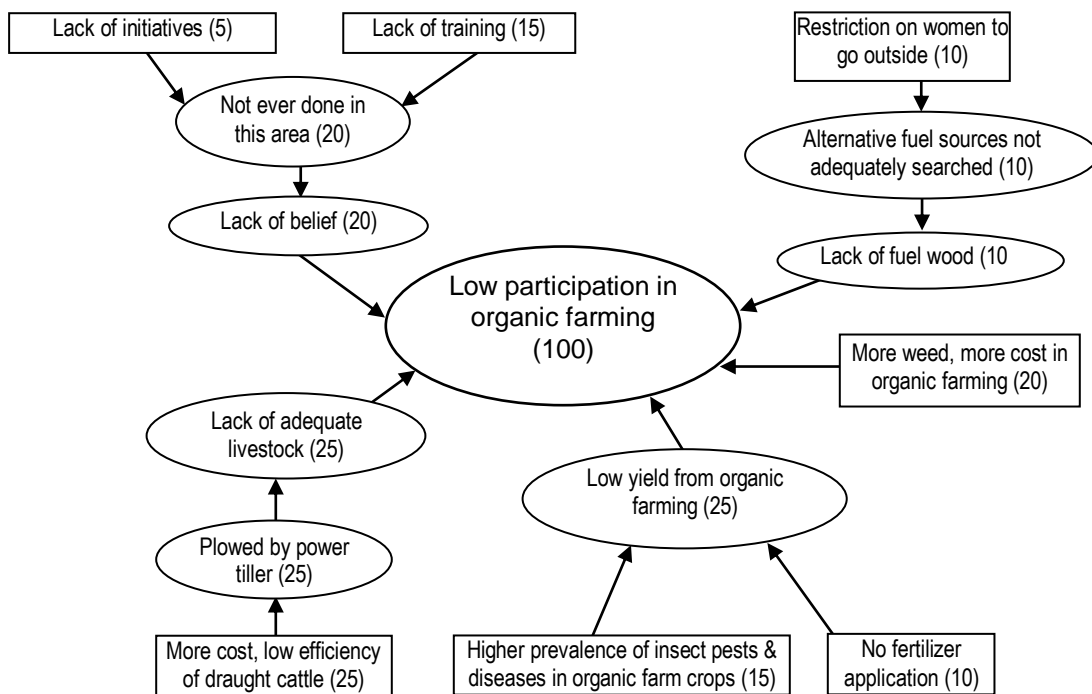 Lack of initiatives (5)
Lack of training (15)
Restriction on women to
go outside (10)
Not ever done in
this area (20)
Alternative fuel sources not
adequately searched (10)
Lack of belief (20)
Lack of fuel wood (10
Low participation in
organic farming
(100)
More weed, more cost in
organic farming (20)
Lack of adequate
livestock (25)
Low yield from organic
farming (25)
Plowed by power
tiller (25)
More cost, low efficiency
of draught cattle (25)
Higher prevalence of insect pests &
diseases in organic farm crops (15)
No fertilizer
application (10)